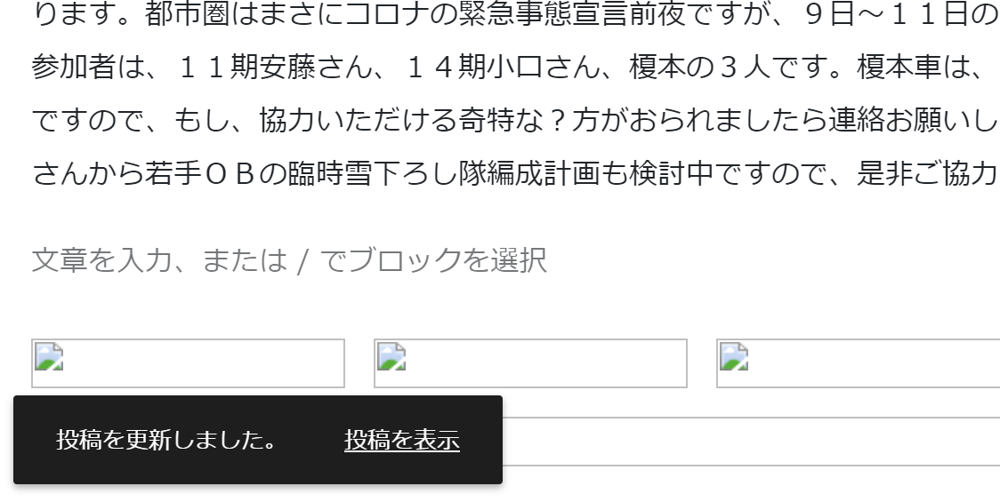 ります。都市圏はまさにコロナの緊急事態宣言前夜ですが、９日～１１日の
参加者は、１１期安藤さん、１４期小口さん、榎本の３人です。榎本車は、
ですので、もし、協力いただける奇特な？方がおられましたら連絡お願いし
さんから若手ＯＢの臨時雪下ろし隊編成計画も検討中ですので、是非ご協力
文章を入力、または / でブロックを選択
投稿を更新しました。 投稿を表示